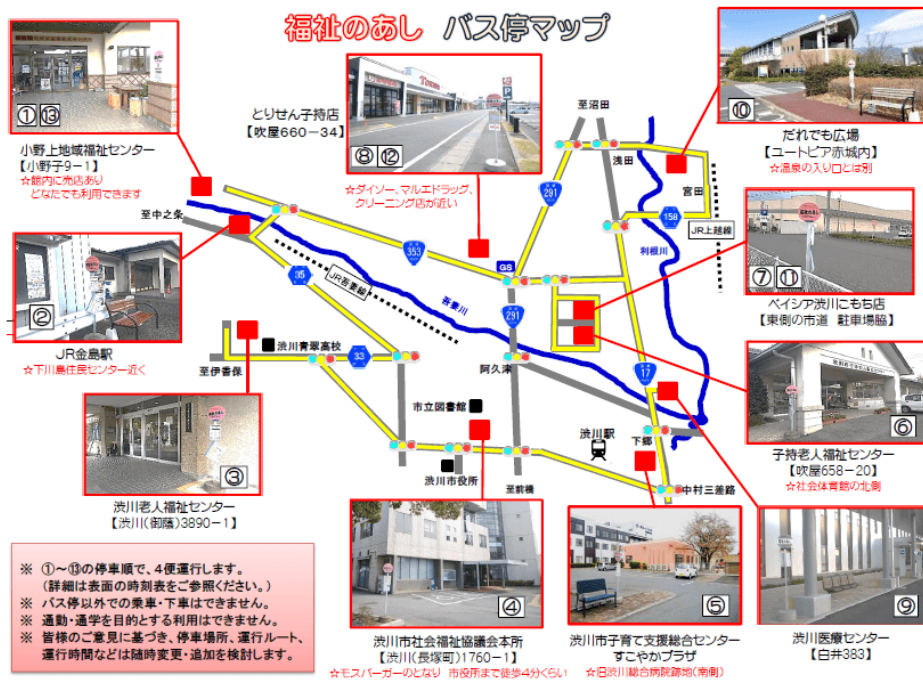 福祉のあし バス停マップ
①⑬
小野上地域福祉センター
【小野子9-1】
☆館内に売店あり
どなたでも利用できます
とりせん子持店
【吹屋660-34】
⑧⑫
☆ダイソー、マルエドラッグ、
クリーニング店が近い
⑩
だれでも広場
【ユートピア赤城内】
☆温泉の入り口とは別
至沼田
浅田
宮田
291
158
JR上越線
利根川
至中之条
353
GS
35
JR吾妻線
吾妻川
291
17
②
JR金島駅
☆下川島住民センター近く
⑦⑪
ベイシア渋川こもち店
【東側の市道 駐車場脇】
渋川青翠高校
33
至伊香保
阿久津
市立図書館
渋川市役所
至前橋
渋川駅
下郷
中村三差路
③
渋川老人福祉センター
【渋川(御蔭)3890-1】
⑥
子持老人福祉センター
【吹屋658-20】
☆社会体育館の北側
④
渋川市社会福祉協議会本所
【渋川(長塚町)1760-1】
☆モスバーガーのとなり 市役所まで徒歩4分くらい
⑤
渋川市子育て支援総合センター
すこやかプラザ
☆旧渋川総合病院跡地(南側)
⑨
渋川医療センター
【白井383】
※ ①～⑬の停車順で、4便運行します。
(詳細は表面の時刻表をご参照ください。)
※ バス停以外での乗車・下車はできません。
※ 通勤・通学を目的とする利用はできません。
※ 皆様のご意見に基づき、停車場所、運行ルート、
運行時間などは随時変更・追加を検討します。